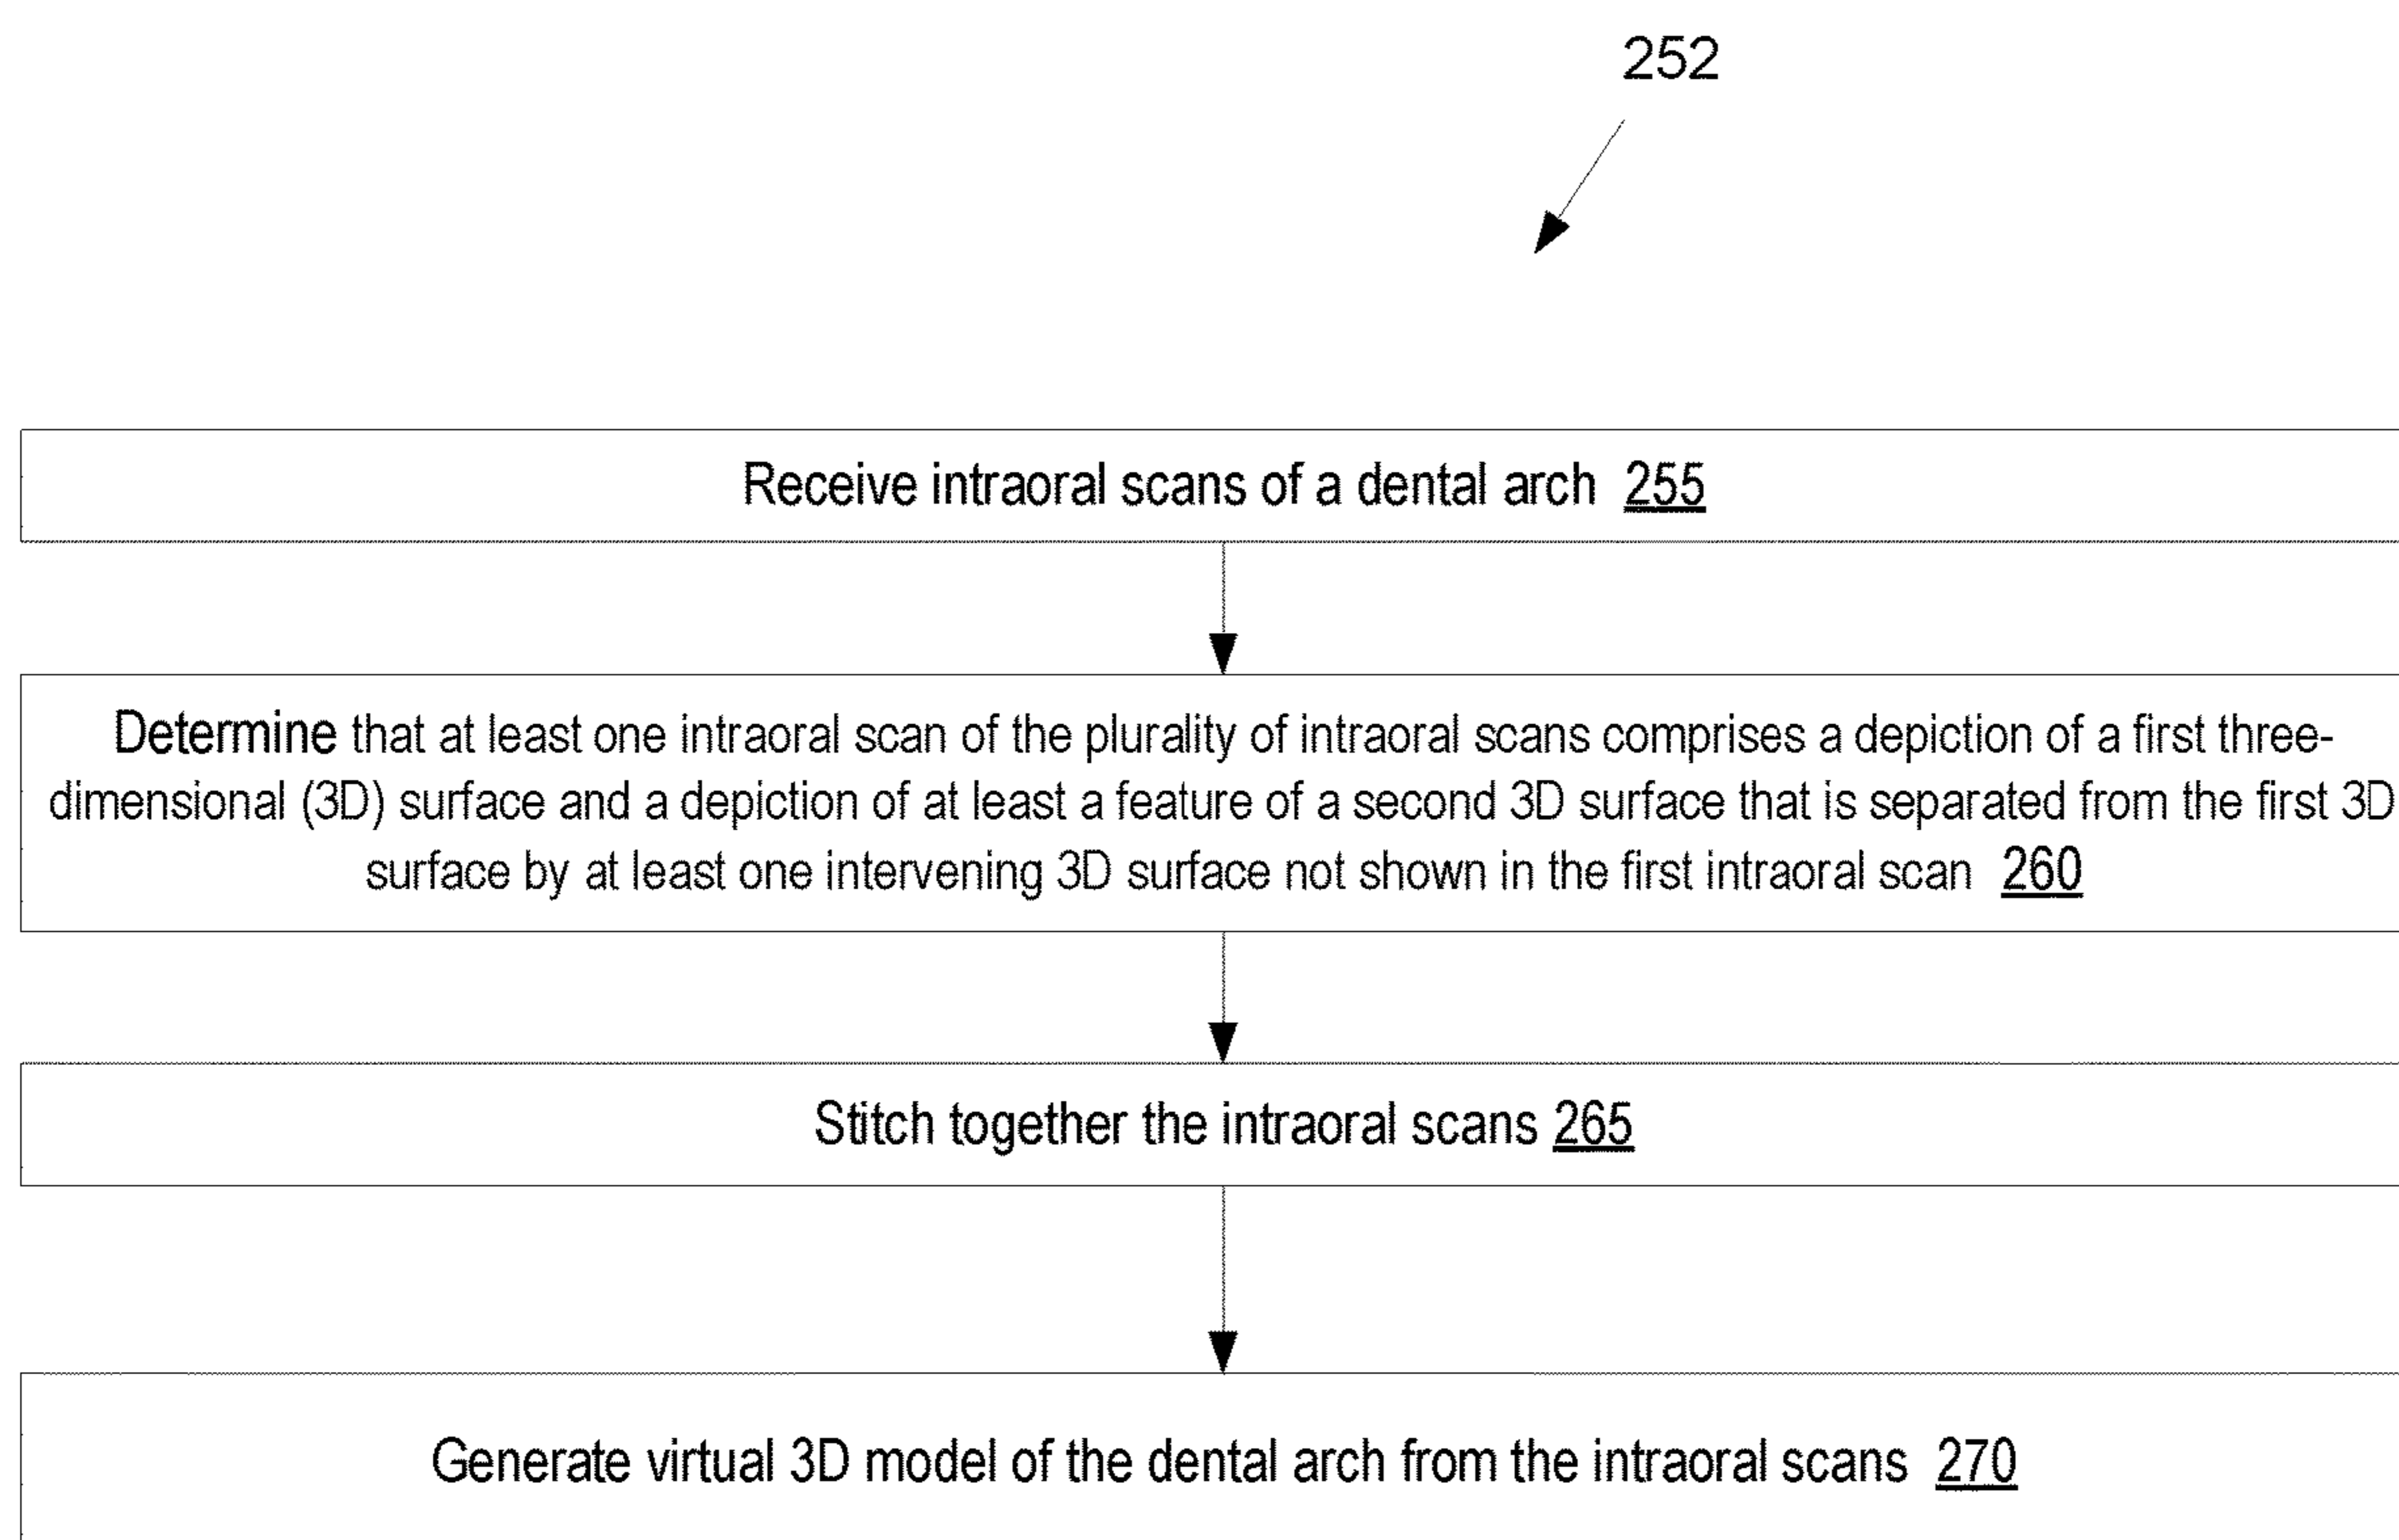 252
Receive intraoral scans of a dental arch 255
Determine that at least one intraoral scan of the plurality of intraoral scans comprises a depiction of a first three-
dimensional (3D) surface and a depiction of at least a feature of a second 3D surface that is separated from the first 3D
surface by at least one intervening 3D surface not shown in the first intraoral scan 260
Stitch together the intraoral scans 265
Generate virtual 3D model of the dental arch from the intraoral scans 270